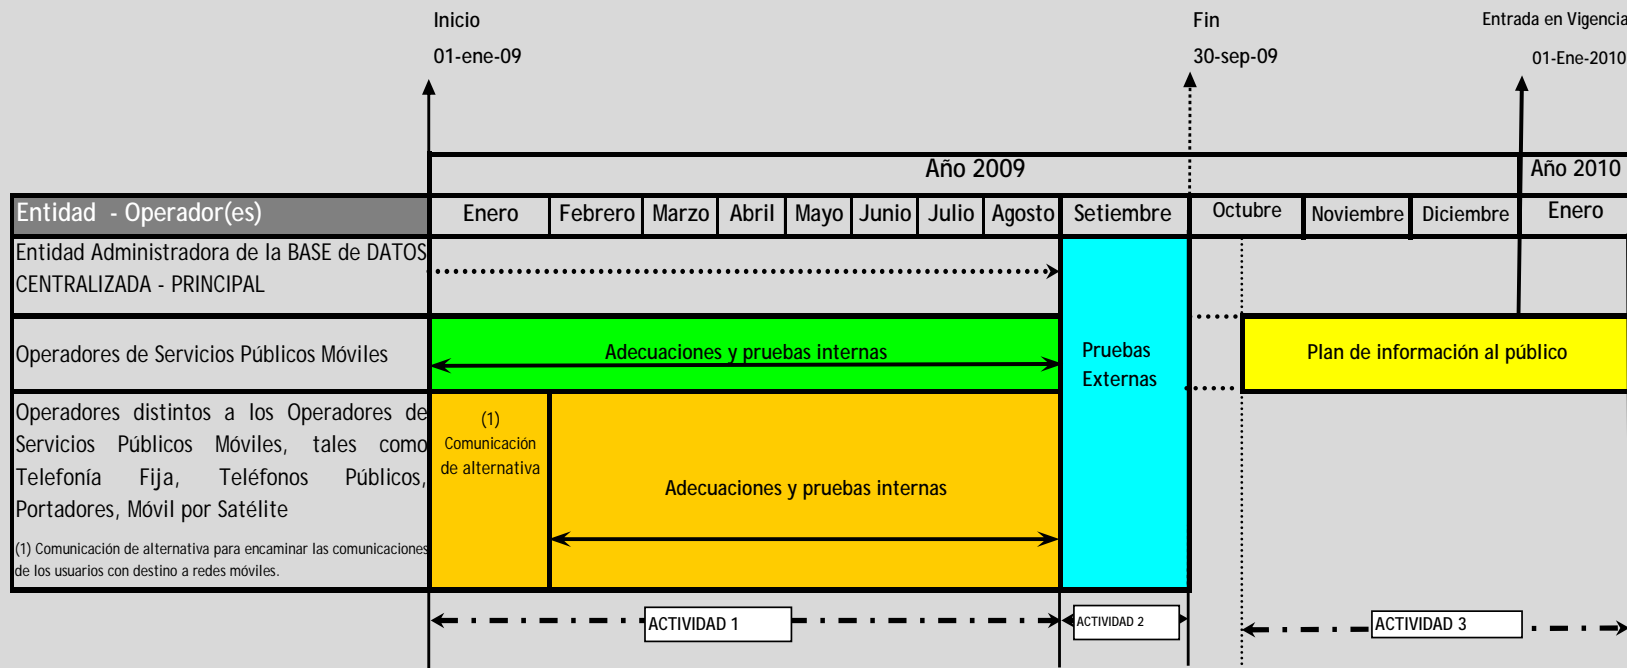 Inicio
Fin
Entrada en Vigencia
01-ene-09
30-sep-09
01-Ene-2010
Año 2009
Año 2010
Entidad - Operador(es)
Enero
Febrero
Marzo
Abril
Mayo
Junio
Julio
Agosto
Setiembre
Octubre
Noviembre
Diciembre
Enero
Entidad Administradora de la BASE de DATOS
CENTRALIZADA - PRINCIPAL
Operadores de Servicios Públicos Móviles
Adecuaciones y pruebas internas
Pruebas
Externas
Plan de información al público
Operadores distintos a los Operadores de
Servicios Públicos Móviles, tales como
Telefonía Fija, Teléfonos Públicos,
Portadores, Móvil por Satélite
(1) Comunicación de alternativa para encaminar las comunicaciones
de los usuarios con destino a redes móviles.
(1)
Comunicación
de alternativa
Adecuaciones y pruebas internas
ACTIVIDAD 1
ACTIVIDAD 2
ACTIVIDAD 3